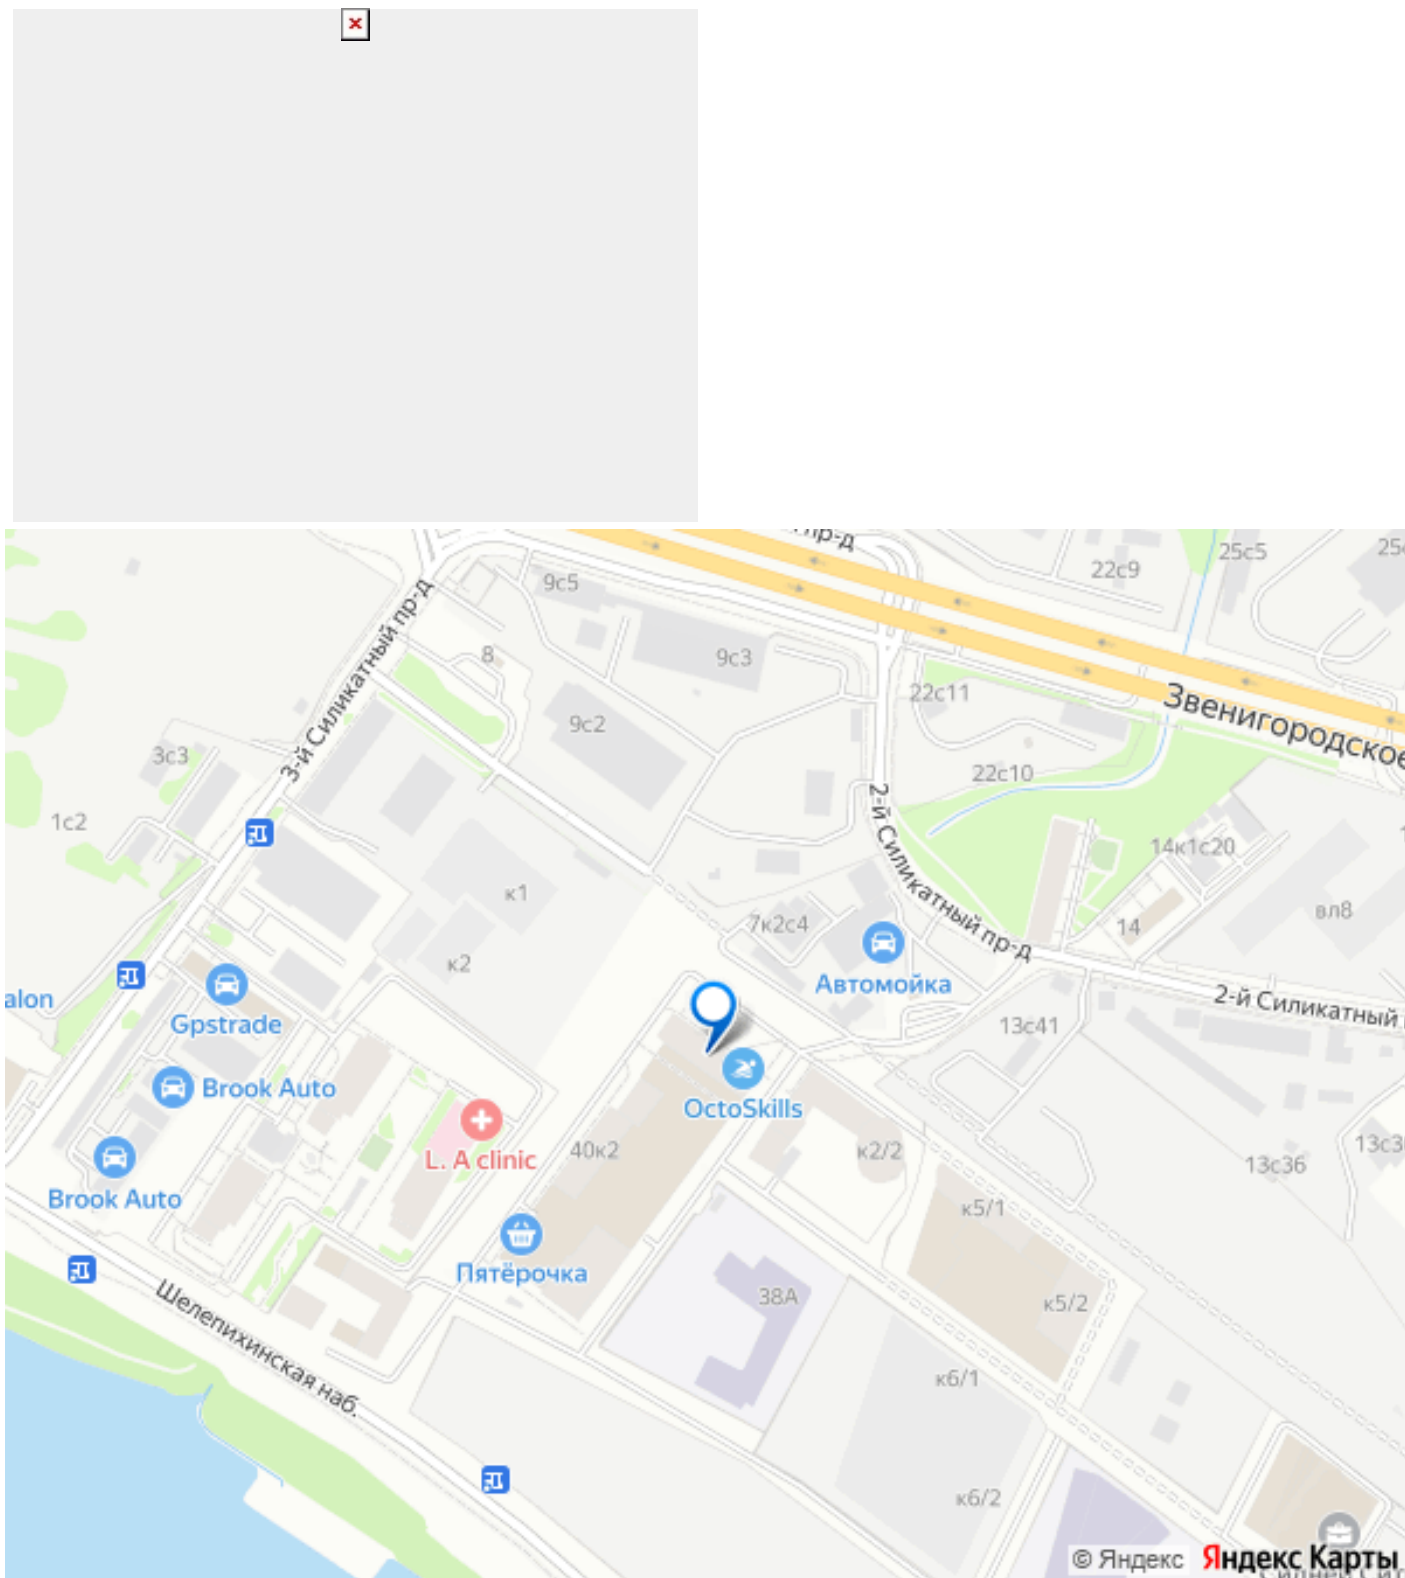 пр-д
25с5
22с9
9с5
3-й Силикатный пр-д
8
9с3
22с11
9с2
Звенигородское
3с3
22с10
1с2
2-й Силикатный пр-д
14к1с20
к1
7к2с4
14
вл8
к2
Автомойка
alon
2-й Силикатный
Gpstrade
13с41
Brook Auto
OctoSkills
40к2
L. A clinic
к2/2
13с36
Brook Auto
к5/1
Пятёрочка
38А
к5/2
Шелепихинская наб.
к6/1
к6/2
© Яндекс Яндекс Карты